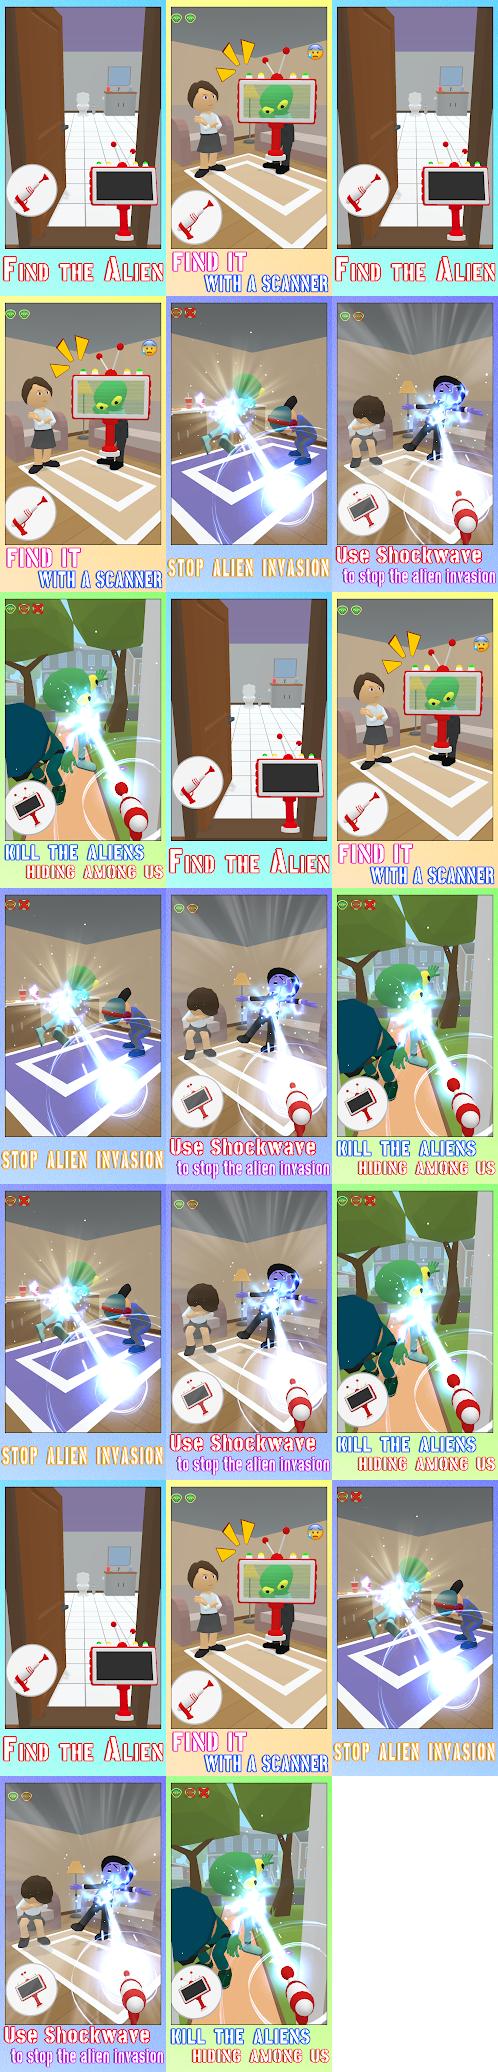 FIND THE ALIEN
FIND IT
WITH A SCANNER
FIND THE ALIEN
FIND IT
WITH A SCANNER
STOP ALIEN INVASION
Use Shockwave
to stop the alien invasion
KILL THE ALIENS
HIDING AMONG US
FIND THE ALIEN
FIND IT
WITH A SCANNER
STOP ALIEN INVASION
Use Shockwave
to stop the alien invasion
KILL THE ALIENS
HIDING AMONG US
STOP ALIEN INVASION
Use Shockwave
to stop the alien invasion
KILL THE ALIENS
HIDING AMONG US
FIND THE ALIEN
FIND IT
WITH A SCANNER
STOP ALIEN INVASION
Use Shockwave
to stop the alien invasion
KILL THE ALIENS
HIDING AMONG US